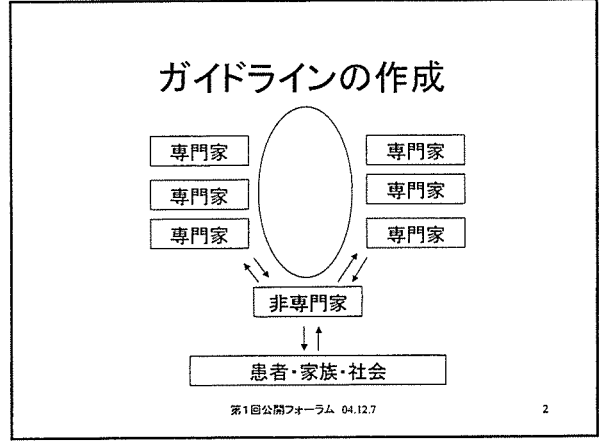 ガイドラインの作成
専門家 専門家
専門家 専門家
専門家 専門家
非専門家
患者・家族・社会
第1回公開フォーラム 04.12.7 2